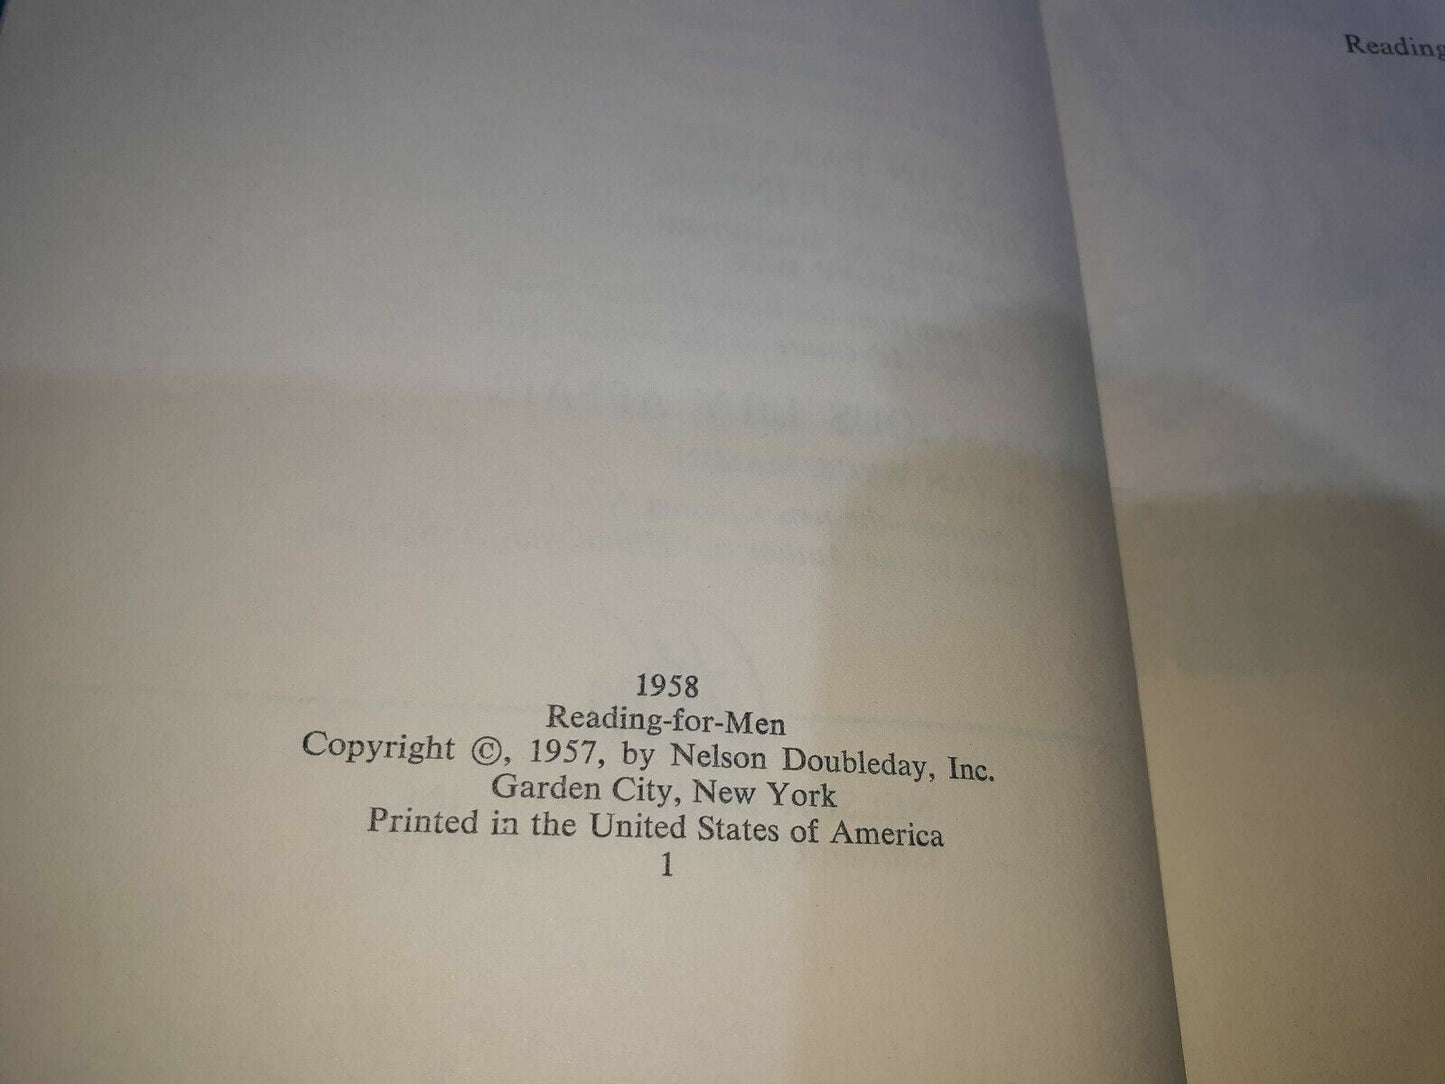 Reading
1958
Reading-for-Men
Copyright ©, 1957, by Nelson Doubleday, Inc.
Garden City, New York
Printed in the United States of America
1